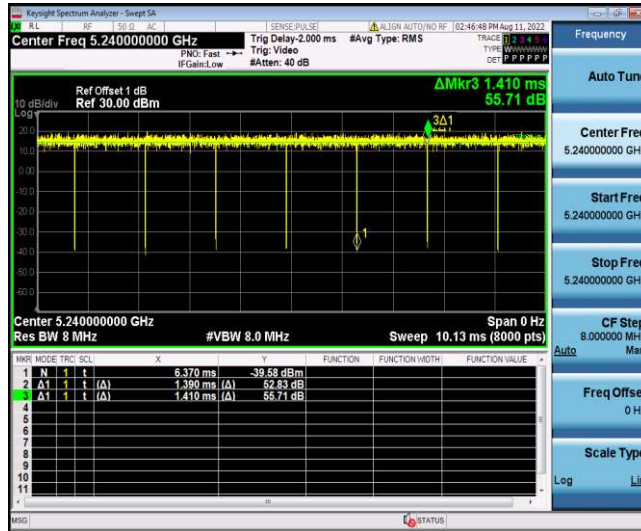 Keysight Spectrum Analyzer - Swept SA
RL RF 50 Ω AC SENSE:PULSE ALIGN AUTO/NO RF 02:46:48 PM Aug 11, 2022
Center Freq 5.240000000 GHz
PNO: Fast
IFGain:Low
Trig Delay-2.000 ms
Trig: Video
#Atten: 40 dB
#Avg Type: RMS
TRACE 1 2 3 4 5 6
TYPE WWWWWW
DET P P P P P P
Ref Offset 1 dB
Ref 30.00 dBm
10 dB/div
Log
ΔMkr3 1.410 ms
55.71 dB
3Δ1
20.0
10.0
0.00
-10.0
-20.0
-30.0
1
-40.0
-50.0
-60.0
Center 5.240000000 GHz Span 0 Hz
Res BW 8 MHz #VBW 8.0 MHz Sweep 10.13 ms (8000 pts)
MKR MODE TRC SCL X Y FUNCTION FUNCTION WIDTH FUNCTION VALUE
1 N 1 t 6.370 ms -39.58 dBm
2 Δ1 1 t (Δ) 1.390 ms (Δ) 52.83 dB
3 Δ1 1 t (Δ) 1.410 ms (Δ) 55.71 dB
4
5
6
7
8
9
10
11
MSG STATUS
Frequency
Auto Tun
Center Fre
5.240000000 GH
Start Fre
5.240000000 GH
Stop Fre
5.240000000 GH
CF Step
8.000000 MH
Auto Ma
Freq Offse
0 H
Scale Type
Log Li